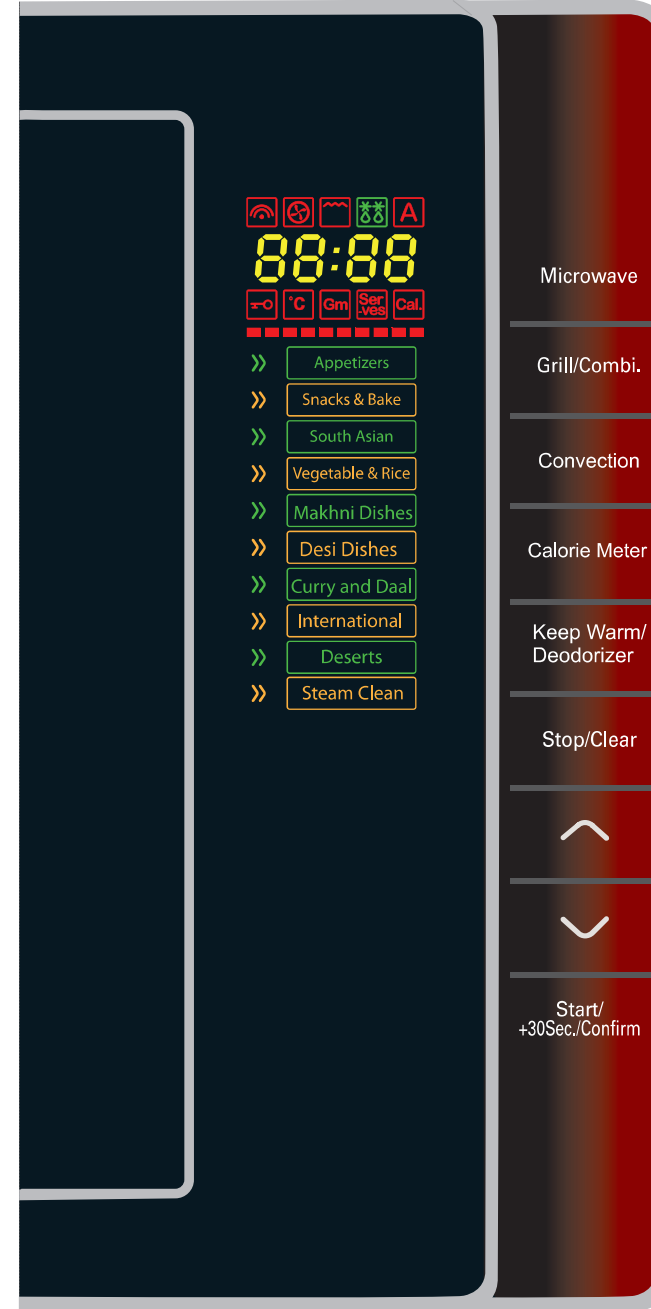 A
88:88
°C
Gm
Ser
-ves
Cal.
Appetizers
Snacks & Bake
South Asian
Vegetable & Rice
Makhni Dishes
Desi Dishes
Curry and Daal
International
Deserts
Steam Clean
Microwave
Grill/Combi.
Convection
Calorie Meter
Keep Warm/
Deodorizer
Stop/Clear
Start/
+30Sec./Confirm